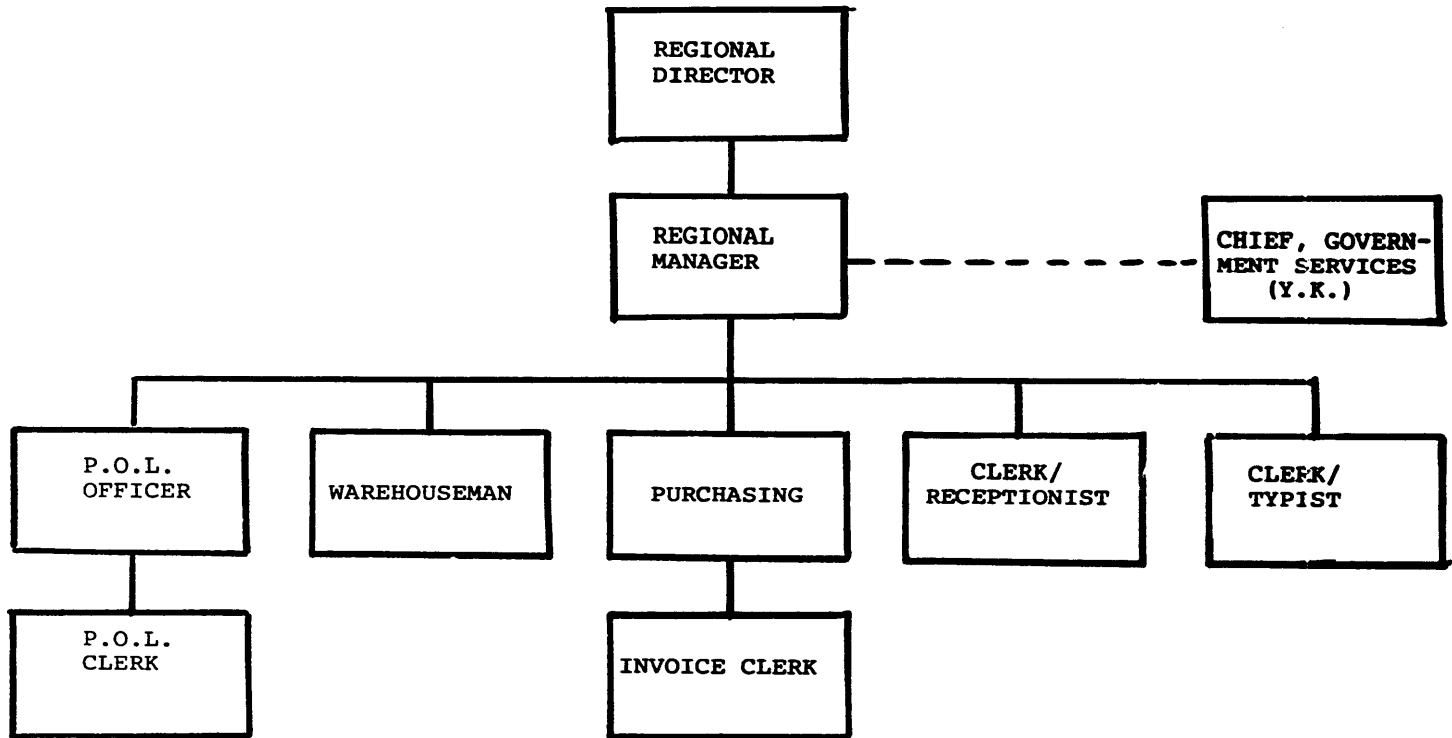 REGIONAL
DIRECTOR
REGIONAL
MANAGER
CHIEF, GOVERN-
MENT SERVICES
(Y.K.)
P.O.L.
OFFICER
WAREHOUSEMAN
PURCHASING
CLERK/
RECEPTIONIST
CLERK/
TYPIST
P.O.L.
CLERK
INVOICE CLERK